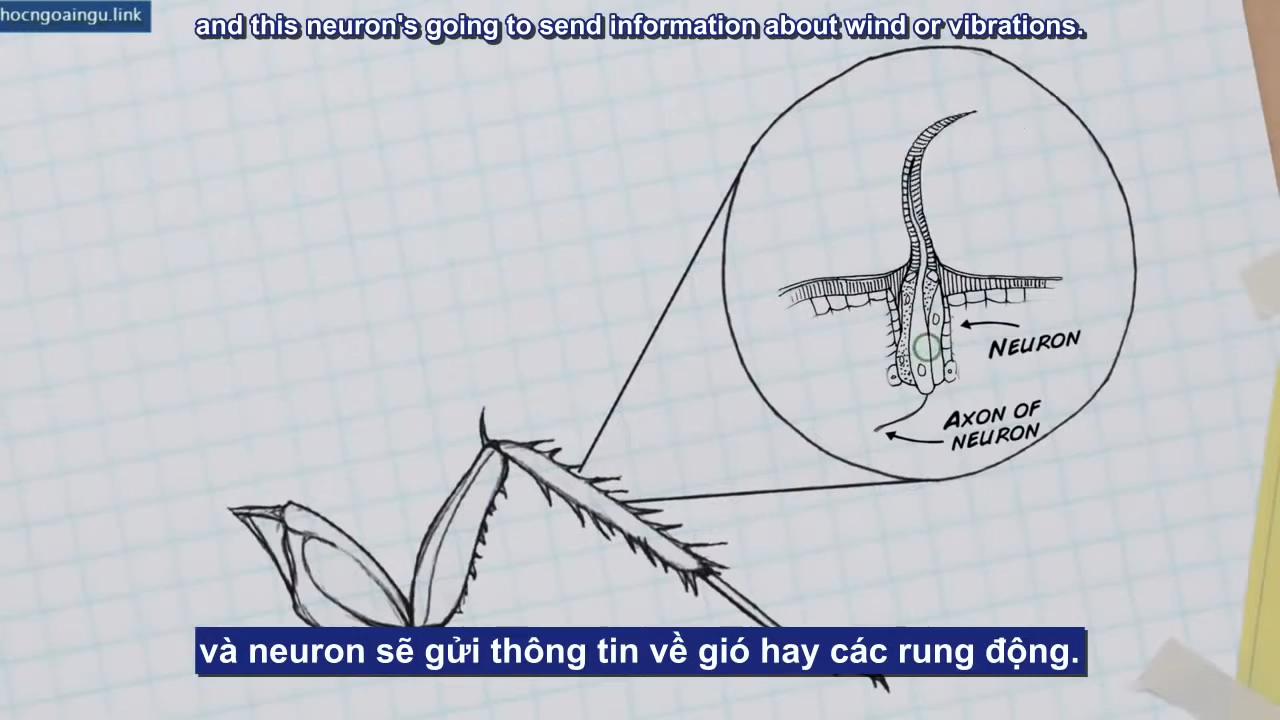 hocngoaingu.link
and this neuron's going to send information about wind or vibrations.
NEURON
AXON OF
NEURON
và neuron sẽ gửi thông tin về gió hay các rung động.